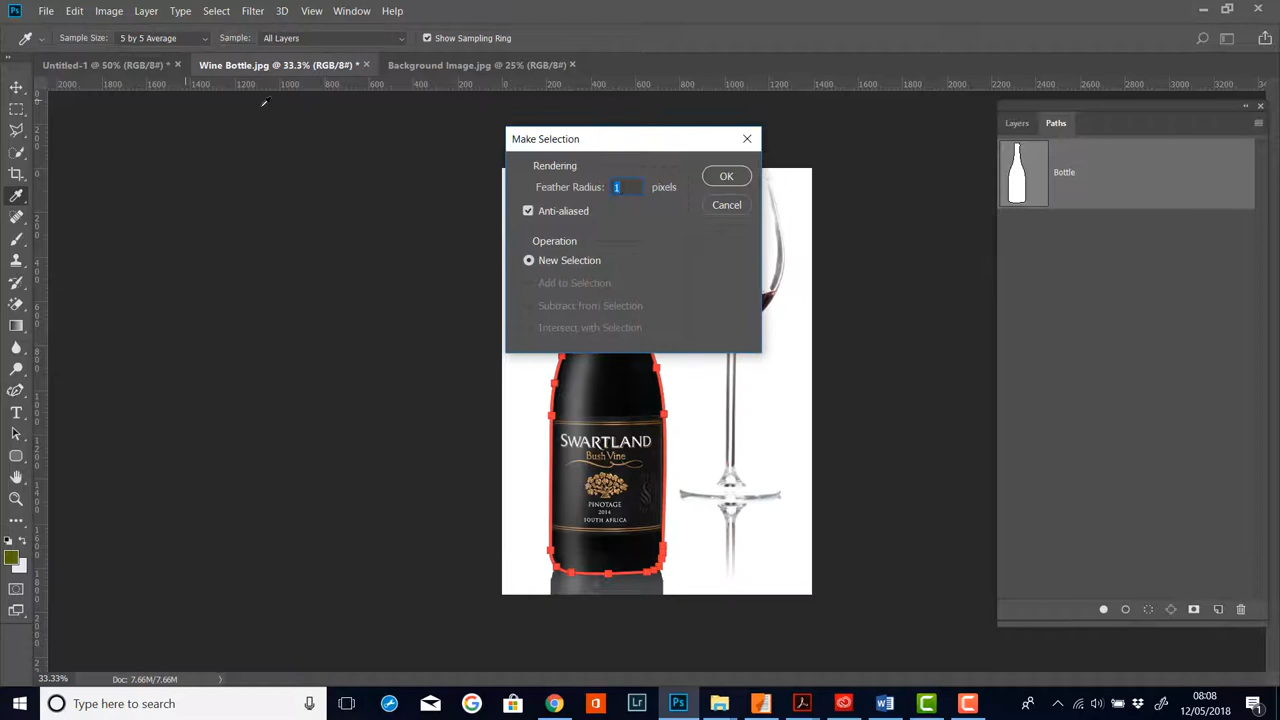 Ps File Edit Image Layer Type Select Filter 3D View Window Help
Sample Size: 5 by 5 Average Sample: All Layers Show Sampling Ring
Untitled-1 @ 50% (RGB/8#) * × Wine Bottle.jpg @ 33.3% (RGB/8#) * × Background Image.jpg @ 25% (RGB/8#) ×
2000 1800 1600 1400 1200 1000 800 600 400 200 0 200 400 600 800 1000 1200 1400 1600 1800 2000 2200 2400 2600 2800 3000 3200
Layers Paths
Bottle
Make Selection
Rendering
Feather Radius: 1 pixels
OK
Anti-aliased
Cancel
Operation
New Selection
Add to Selection
Subtract from Selection
Intersect with Selection
SWARTLAND
Bush Vine
PINOTAGE
2014
SOUTH AFRICA
33.33% Doc: 7.66M/7.66M
Type here to search
Lr
Ps
08:08
12/05/2018